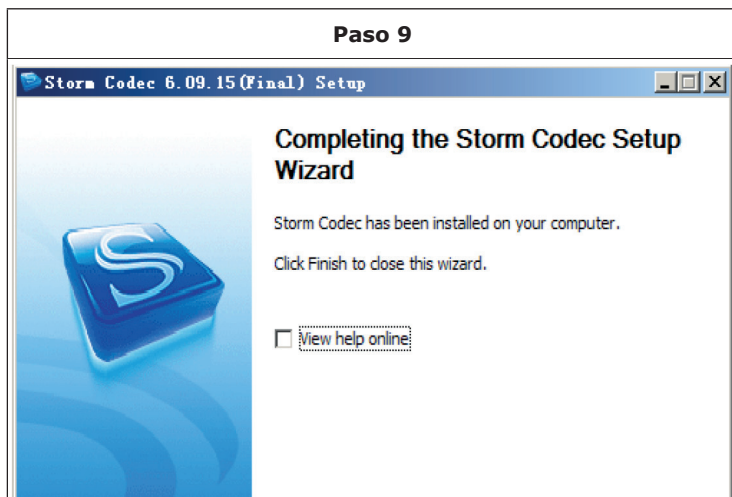 Paso 9
Storm Codec 6.09.15(Final) Setup
Completing the Storm Codec Setup
Wizard
Storm Codec has been installed on your computer.
Click Finish to close this wizard.
View help online